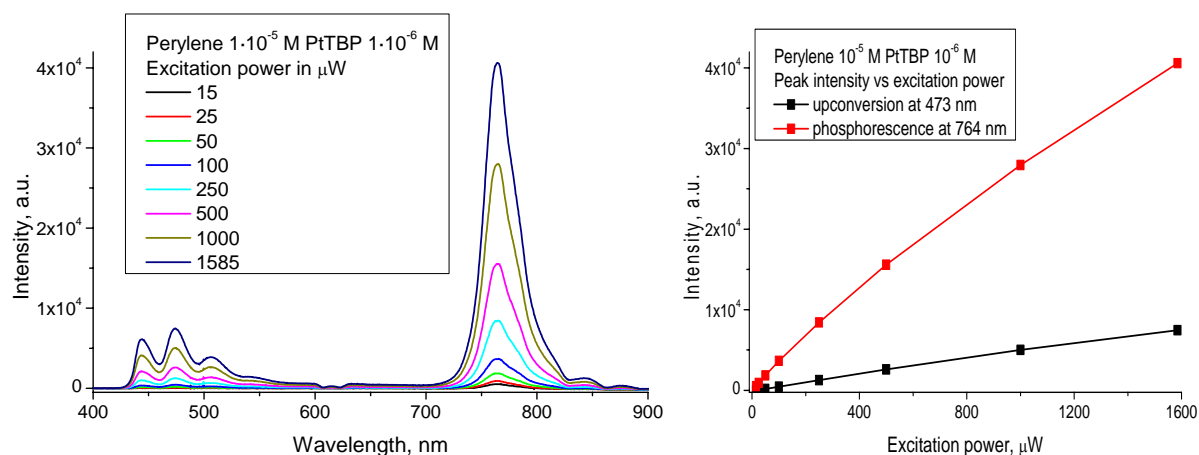 Perylene 1·10⁻⁵ M PtTBP 1·10⁻⁶ M
Excitation power in μW
15
25
50
100
250
500
1000
1585
4x10⁴
3x10⁴
2x10⁴
1x10⁴
0
Intensity, a.u.
400 500 600 700 800 900
Wavelength, nm
Perylene 10⁻⁵ M PtTBP 10⁻⁶ M
Peak intensity vs excitation power
upconversion at 473 nm
phosphorescence at 764 nm
4x10⁴
3x10⁴
2x10⁴
1x10⁴
0
Intensity, a.u.
0 400 800 1200 1600
Excitation power, μW